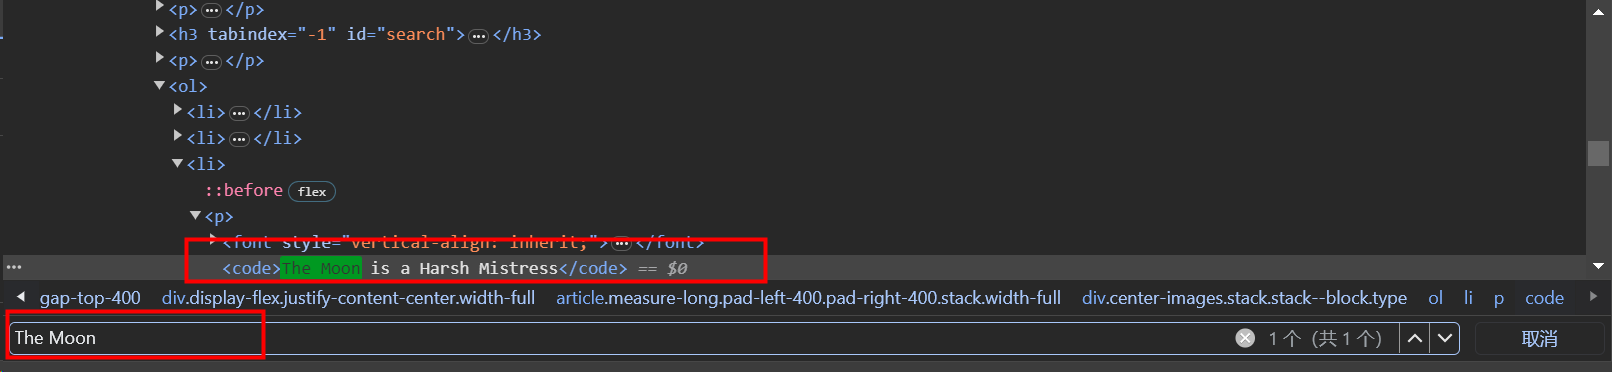 <p>···</p>
<h3 tabindex="-1" id="search">···</h3>
<p>···</p>
<ol>
<li>···</li>
<li>···</li>
<li>
::before flex
<p>
<font style="vertical-align: inherit;">···</font>
··· <code>The Moon is a Harsh Mistress</code> == $0
gap-top-400 div.display-flex.justify-content-center.width-full article.measure-long.pad-left-400.pad-right-400.stack.width-full div.center-images.stack.stack--block.type ol li p code
The Moon 1 个 (共 1 个) 取消